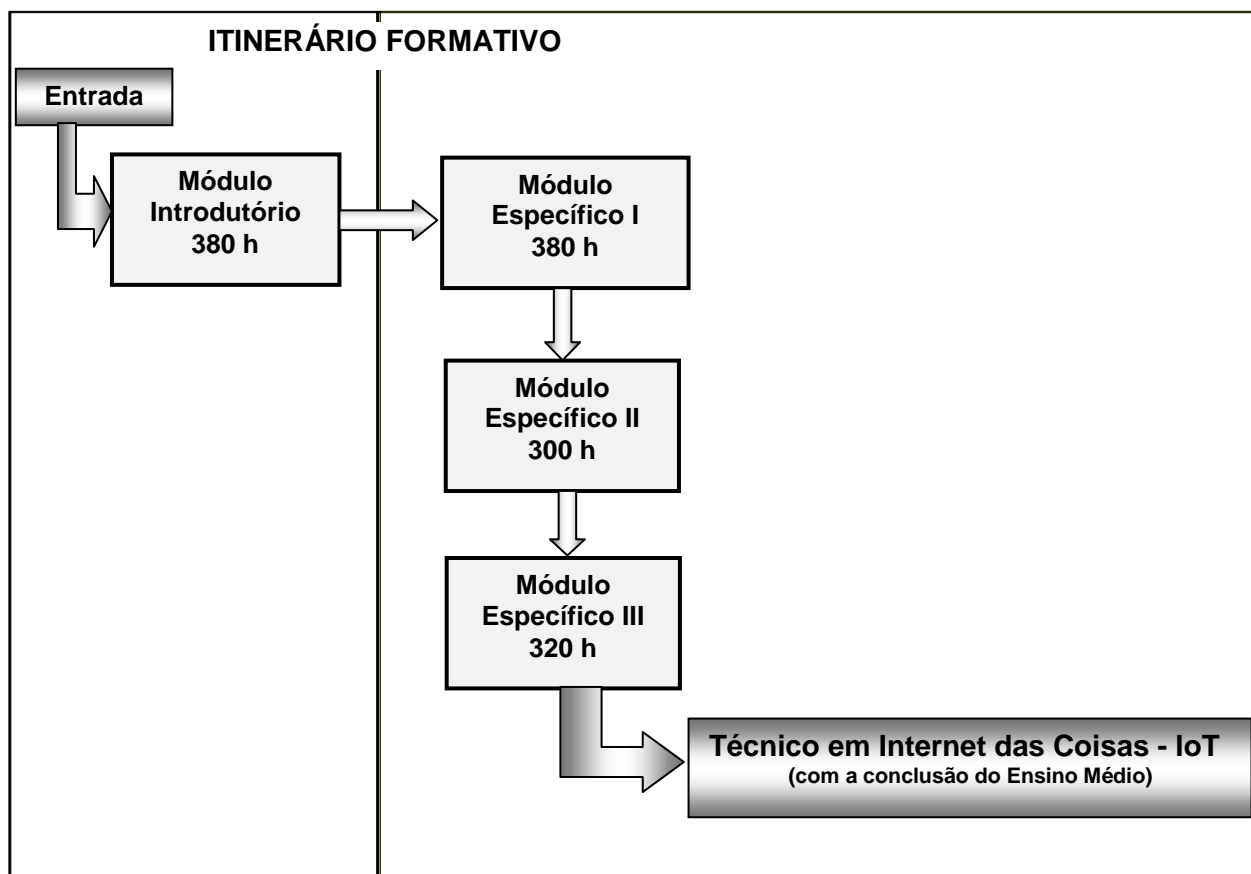 ITINERÁRIO FORMATIVO
Entrada
Módulo
Introdutório
380 h
Módulo
Específico I
380 h
Módulo
Específico II
300 h
Módulo
Específico III
320 h
Técnico em Internet das Coisas - IoT
(com a conclusão do Ensino Médio)